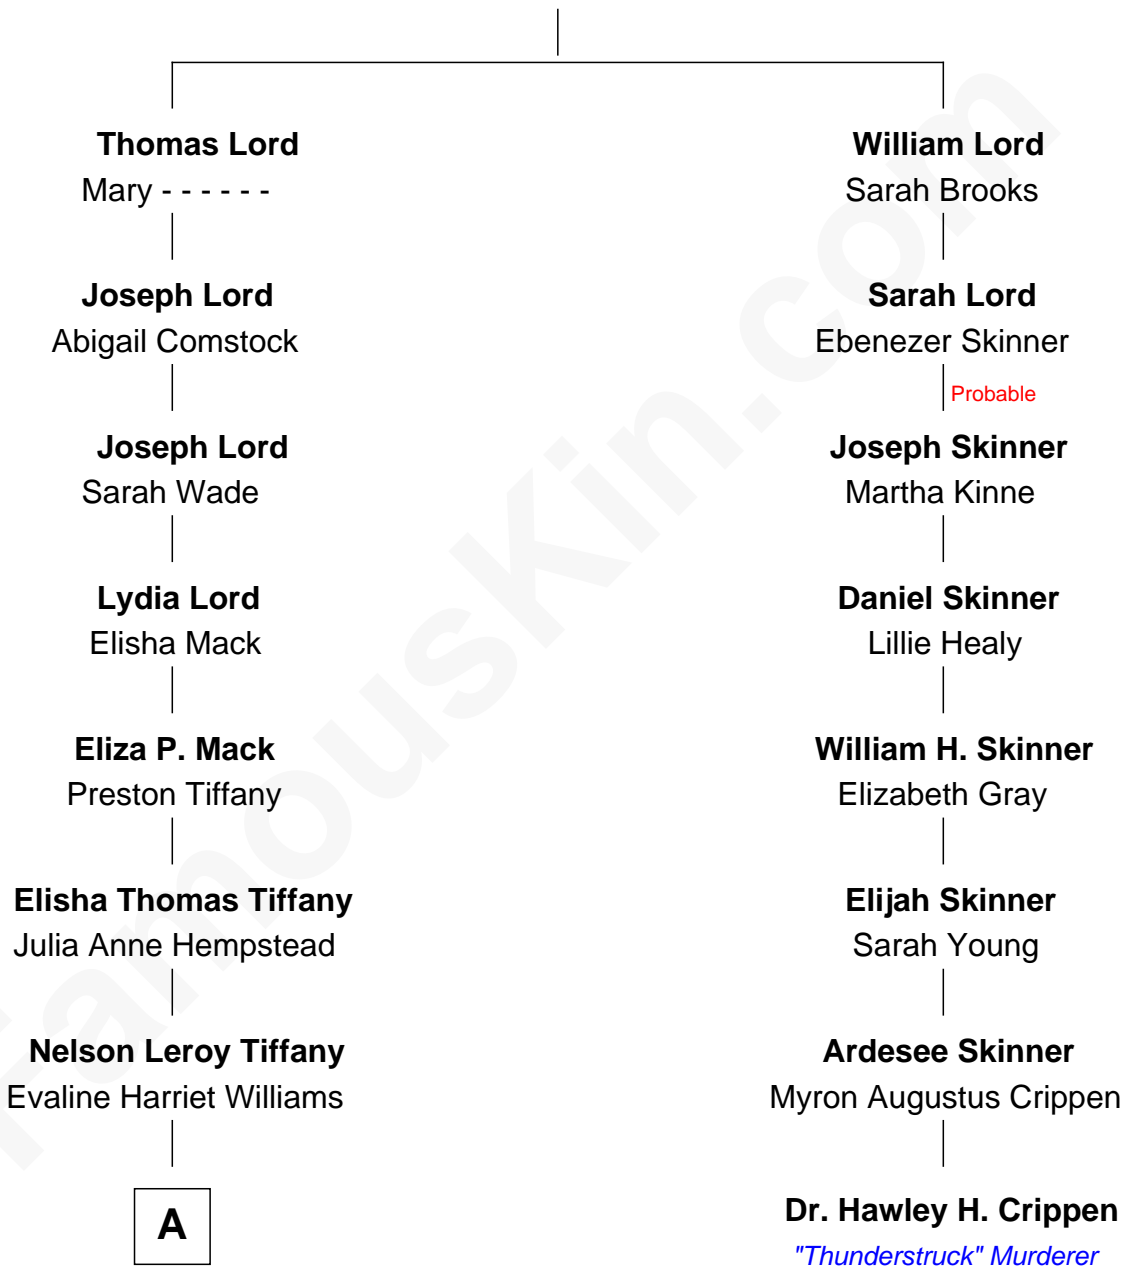 Thomas Lord
Mary - - - - - -
Joseph Lord
Abigail Comstock
Joseph Lord
Sarah Wade
Lydia Lord
Elisha Mack
Eliza P. Mack
Preston Tiffany
Elisha Thomas Tiffany
Julia Anne Hempstead
Nelson Leroy Tiffany
Evaline Harriet Williams
A
William Lord
Sarah Brooks
Sarah Lord
Ebenezer Skinner
Probable
Joseph Skinner
Martha Kinne
Daniel Skinner
Lillie Healy
William H. Skinner
Elizabeth Gray
Elijah Skinner
Sarah Young
Ardesee Skinner
Myron Augustus Crippen
Dr. Hawley H. Crippen
"Thunderstruck" Murderer
FamousKin.com